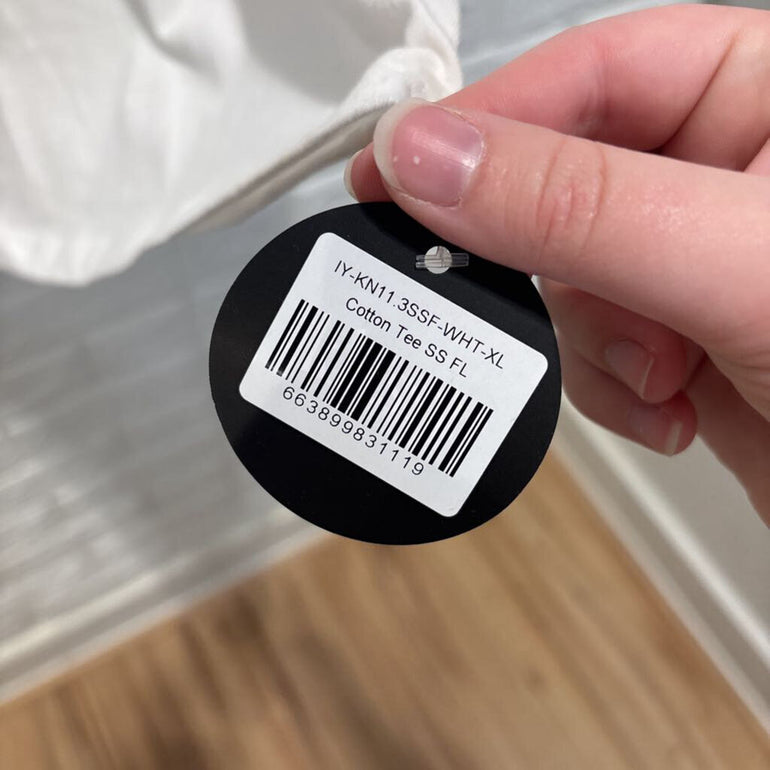 IY-KN11.3SSF-WHT-XL
Cotton Tee SS FL
663899831119